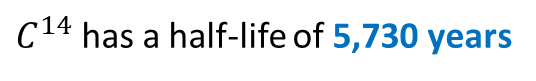 C¹⁴ has a half-life of 5,730 years